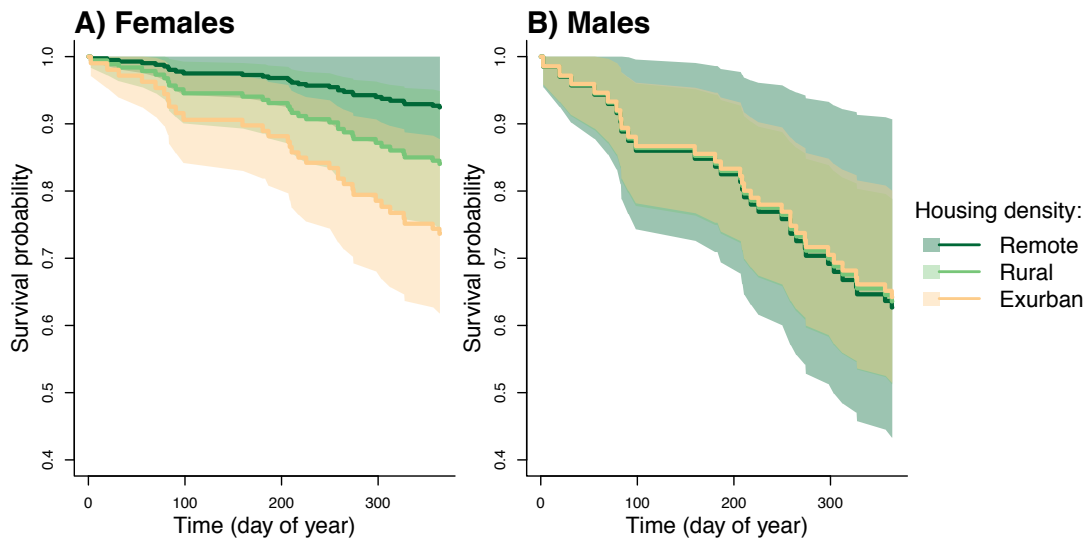 A) Females
Survival probability
1.0
0.9
0.8
0.7
0.6
0.5
0.4
0
100
200
300
Time (day of year)
B) Males
Survival probability
1.0
0.9
0.8
0.7
0.6
0.5
0.4
0
100
200
300
Time (day of year)
Housing density:
Remote
Rural
Exurban